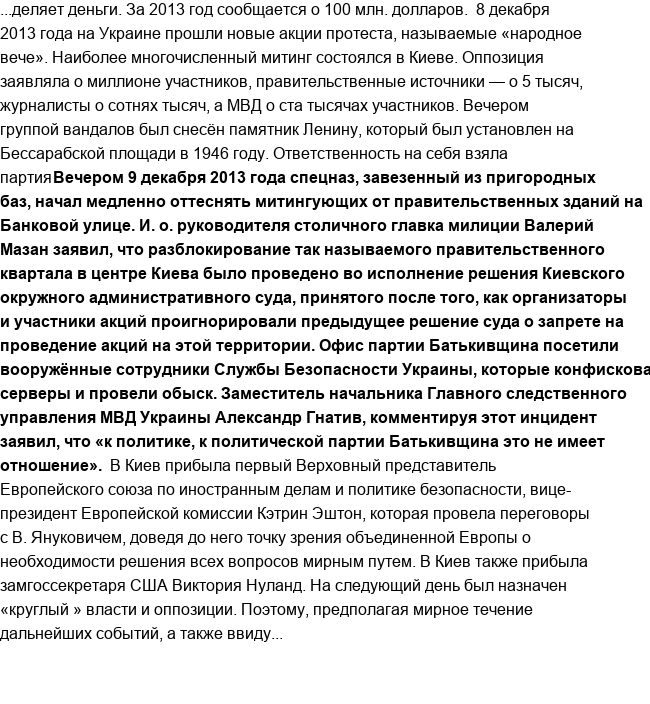 ...деляет деньги. За 2013 год сообщается о 100 млн. долларов.  8 декабря
2013 года на Украине прошли новые акции протеста, называемые «народное
вече». Наиболее многочисленный митинг состоялся в Киеве. Оппозиция
заявляла о миллионе участников, правительственные источники — о 5 тысяч,
журналисты о сотнях тысяч, а МВД о ста тысячах участников. Вечером
группой вандалов был снесён памятник Ленину, который был установлен на
Бессарабской площади в 1946 году. Ответственность на себя взяла
партияВечером 9 декабря 2013 года спецназ, завезенный из пригородных
баз, начал медленно оттеснять митингующих от правительственных зданий на
Банковой улице. И. о. руководителя столичного главка милиции Валерий
Мазан заявил, что разблокирование так называемого правительственного
квартала в центре Киева было проведено во исполнение решения Киевского
окружного административного суда, принятого после того, как организаторы
и участники акций проигнорировали предыдущее решение суда о запрете на
проведение акций на этой территории. Офис партии Батькивщина посетили
вооружённые сотрудники Службы Безопасности Украины, которые конфискова
серверы и провели обыск. Заместитель начальника Главного следственного
управления МВД Украины Александр Гнатив, комментируя этот инцидент
заявил, что «к политике, к политической партии Батькивщина это не имеет
отношение».  В Киев прибыла первый Верховный представитель
Европейского союза по иностранным делам и политике безопасности, вице-
президент Европейской комиссии Кэтрин Эштон, которая провела переговоры
с В. Януковичем, доведя до него точку зрения объединенной Европы о
необходимости решения всех вопросов мирным путем. В Киев также прибыла
замгоссекретаря США Виктория Нуланд. На следующий день был назначен
«круглый » власти и оппозиции. Поэтому, предполагая мирное течение
дальнейших событий, а также ввиду...